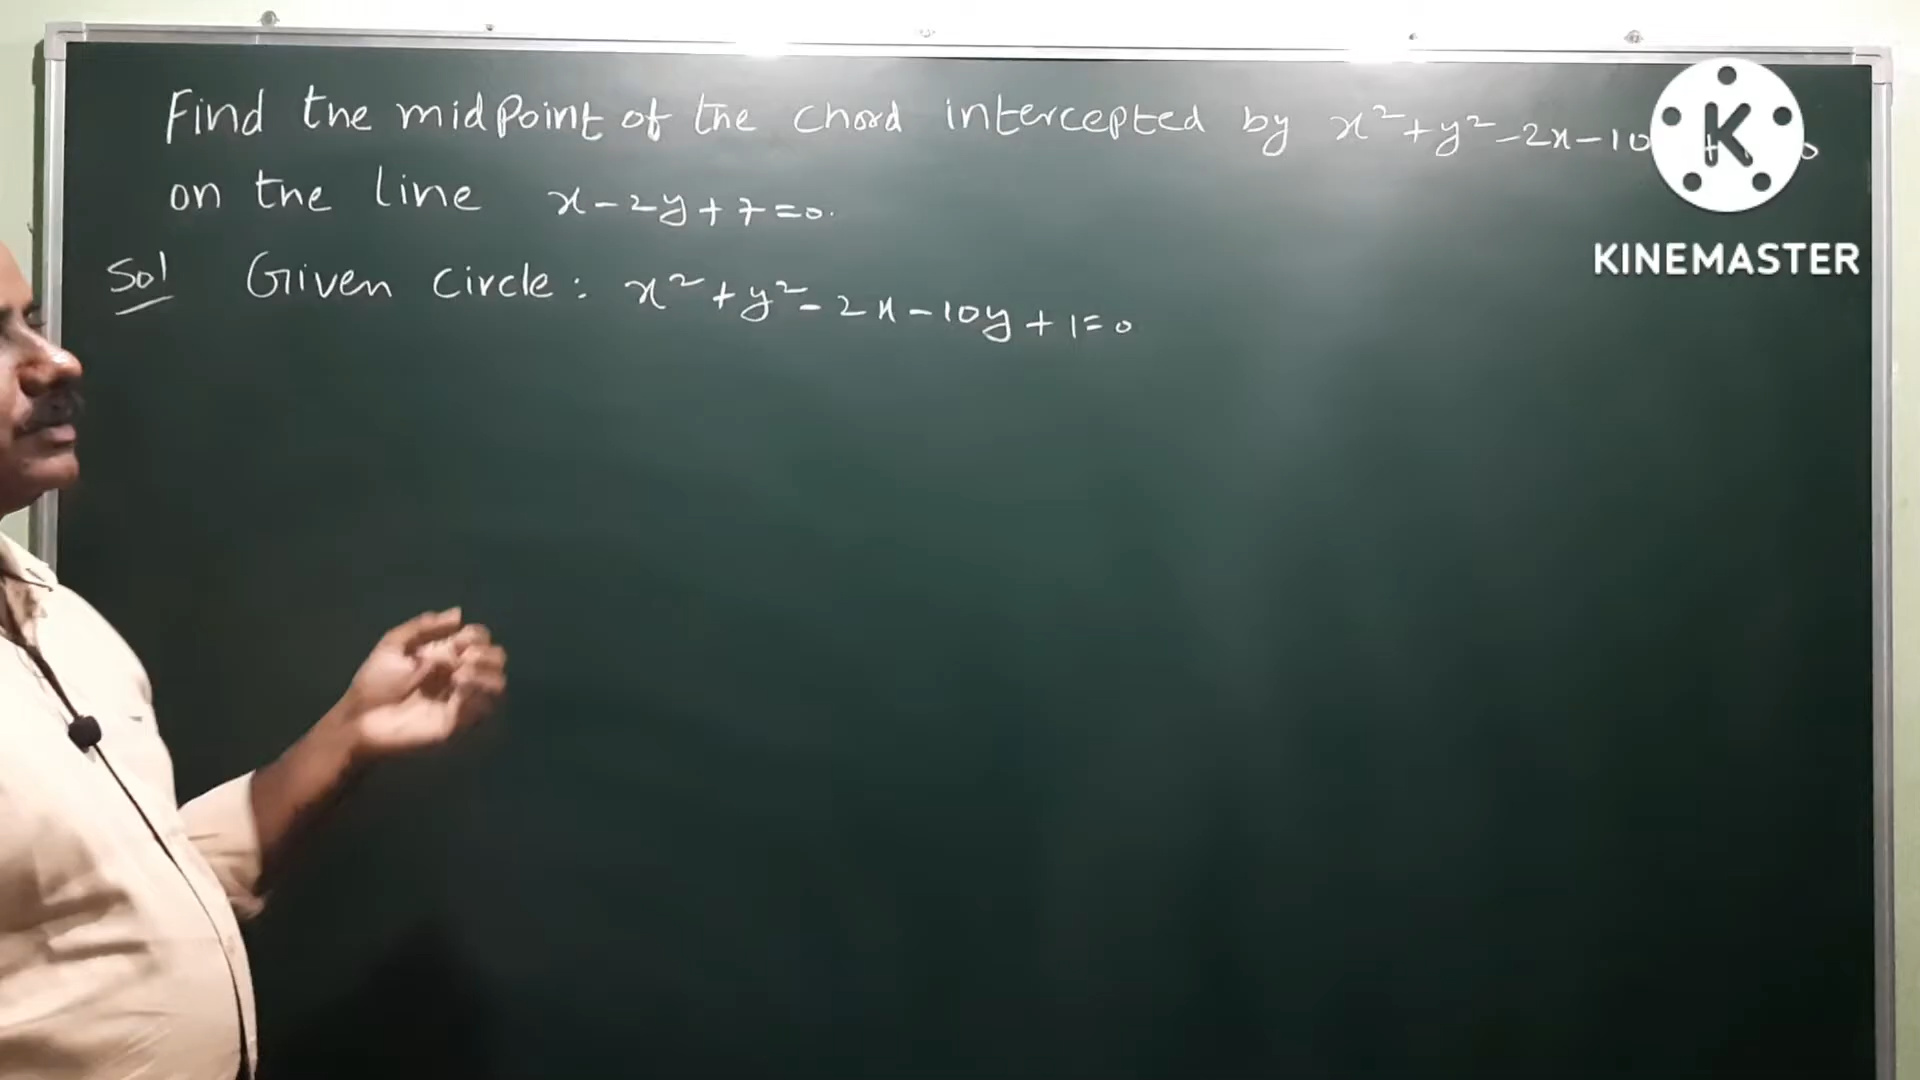 Find the midpoint of the chord intercepted by x²+y²-2x-10
on the line x-2y+7=0.
Sol Given circle: x²+y²-2x-10y+1=0
K
KINEMASTER